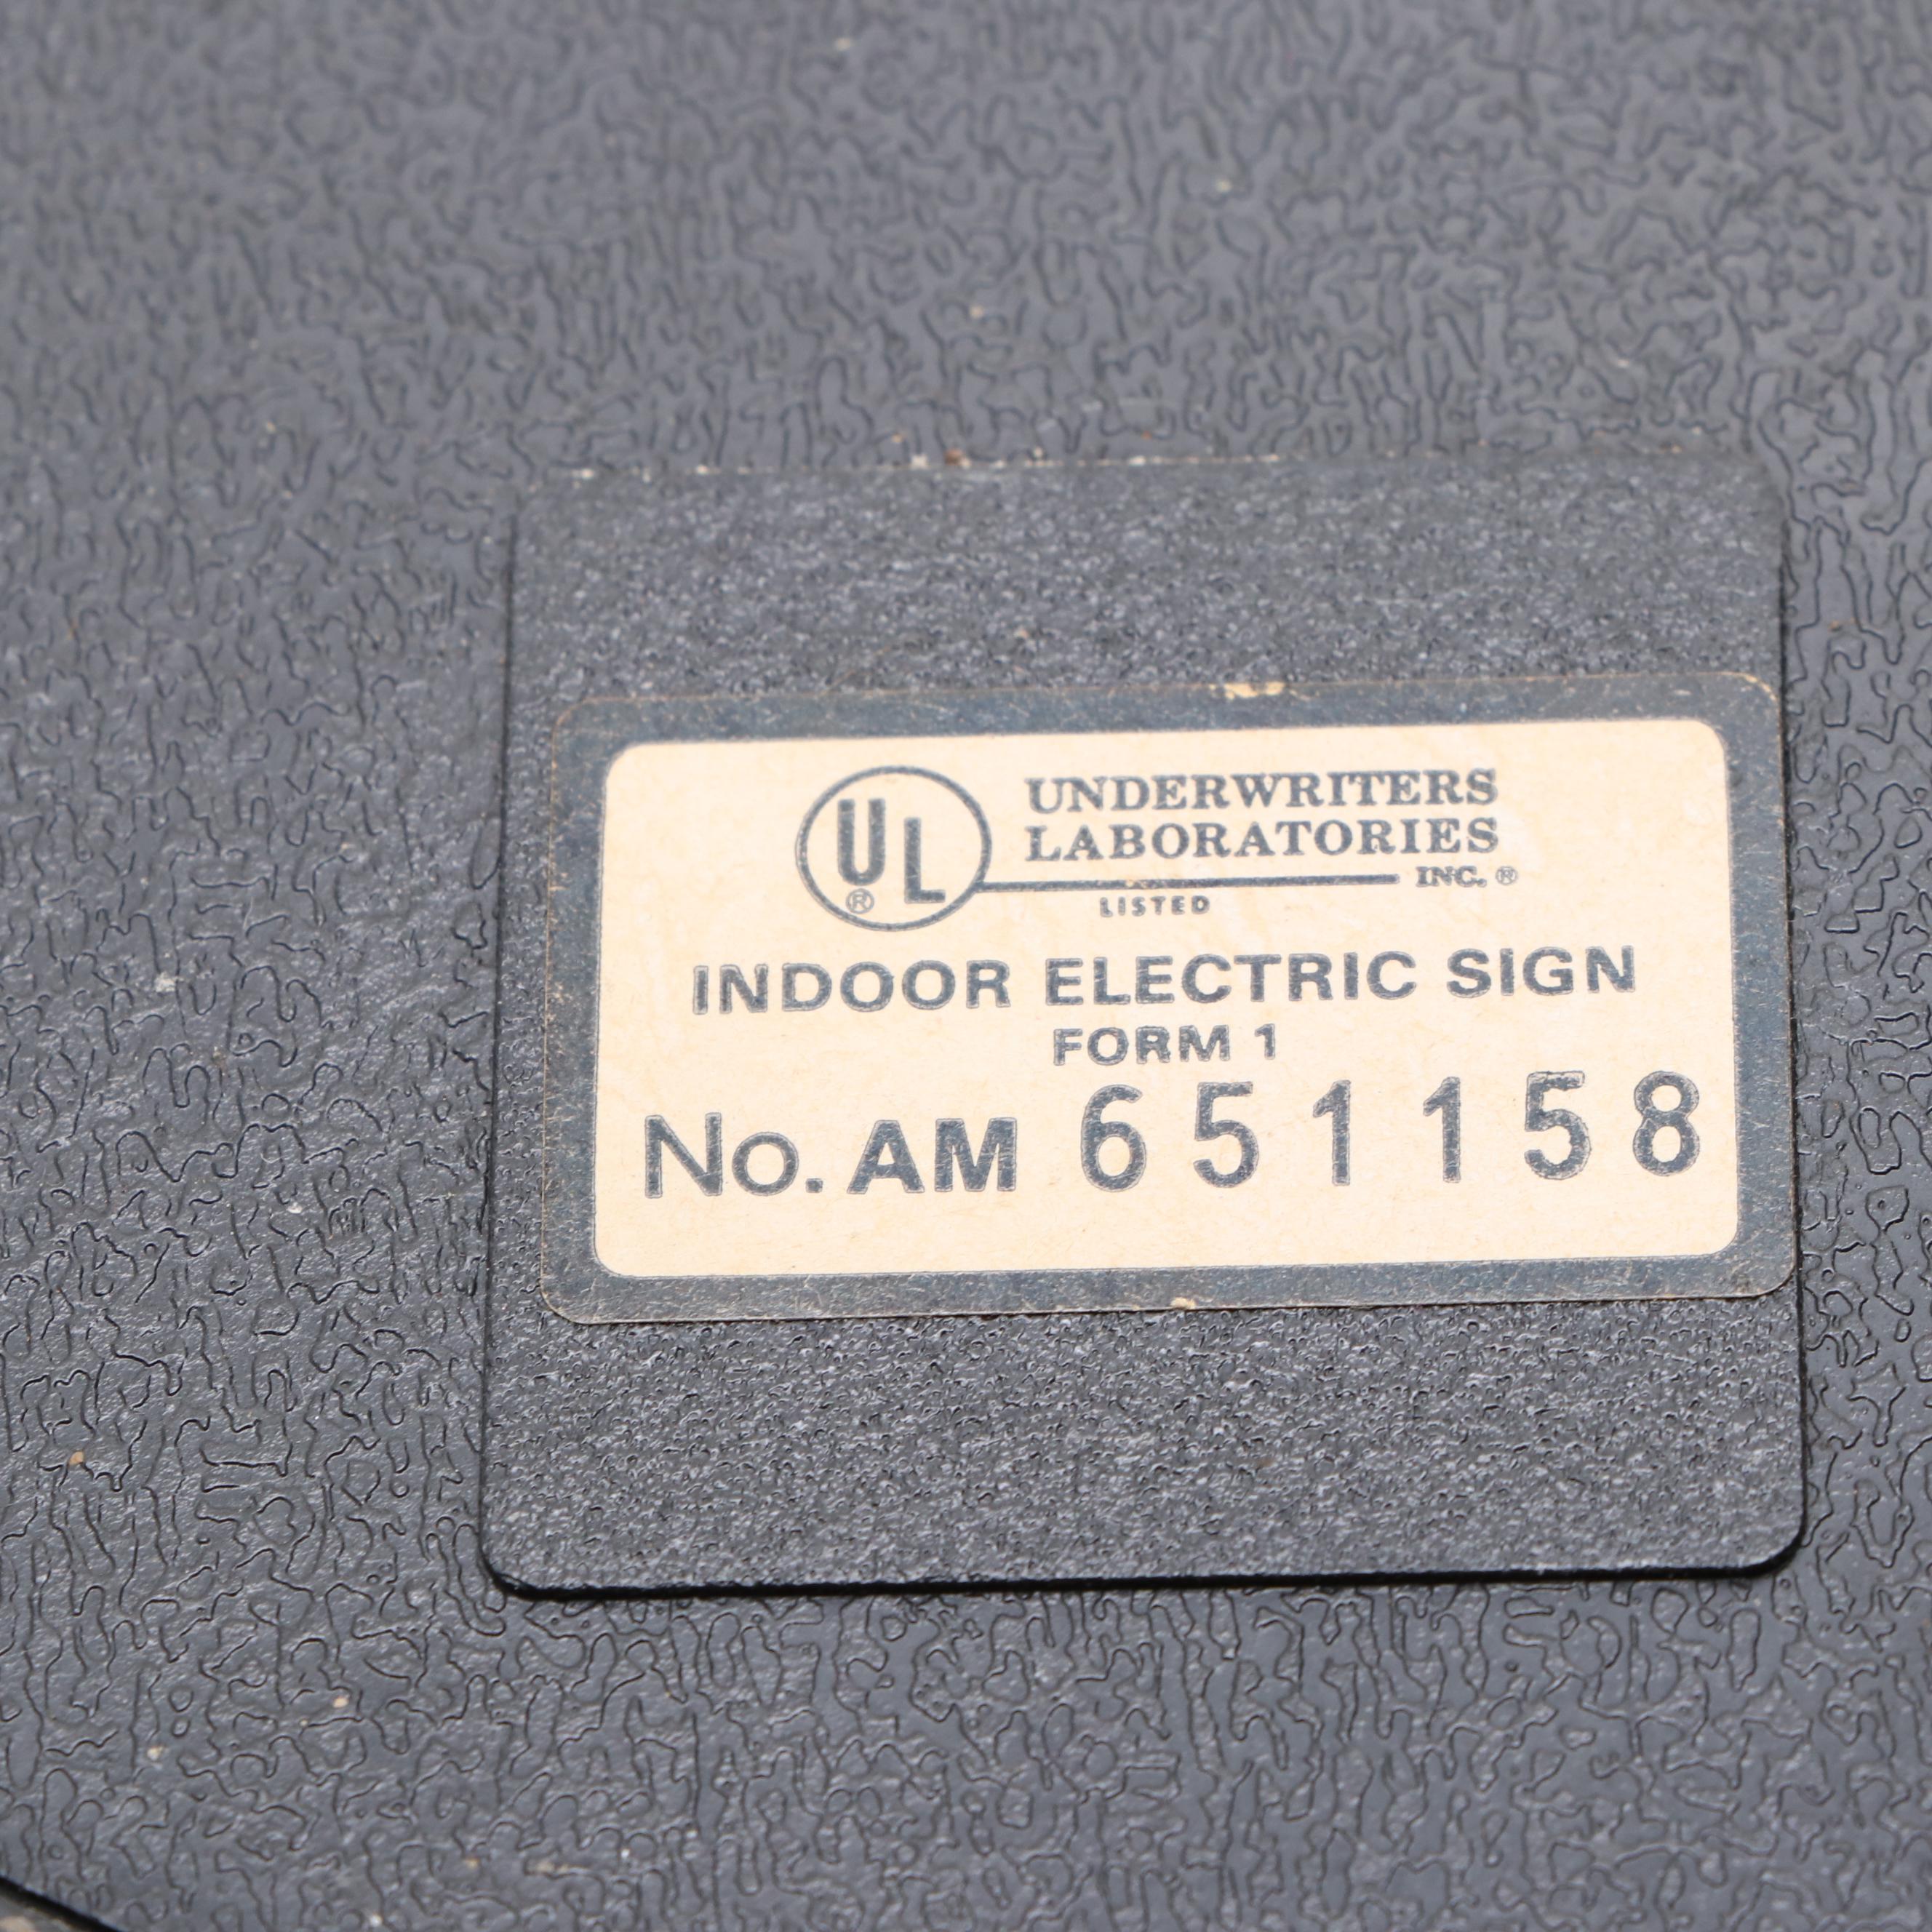 UL ®
UNDERWRITERS
LABORATORIES
INC. ®
LISTED
INDOOR ELECTRIC SIGN
FORM 1
No. AM 651158